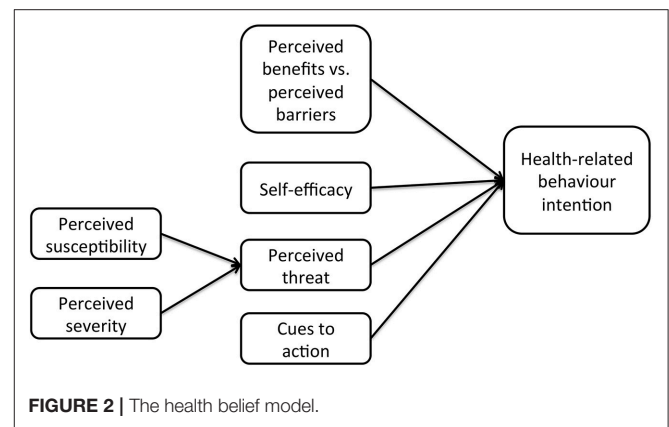 Perceived
benefits vs.
perceived
barriers
Health-related
behaviour
intention
Self-efficacy
Perceived
susceptibility
Perceived
threat
Perceived
severity
Cues to
action
FIGURE 2 | The health belief model.